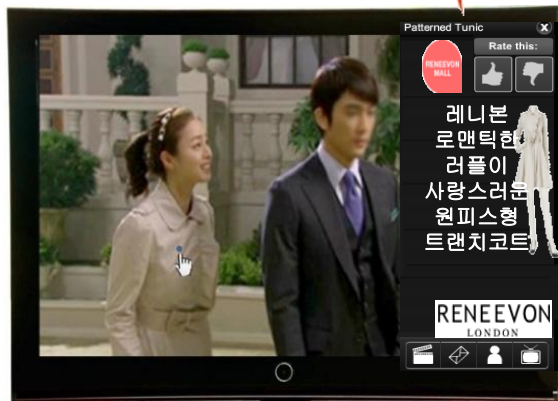 Patterned Tunic
X
Rate this:
RENEEVON
MALL
레니본
로맨틱한
러플이
사랑스러운
원피스형
트랜치코트
RENEEVON
LONDON